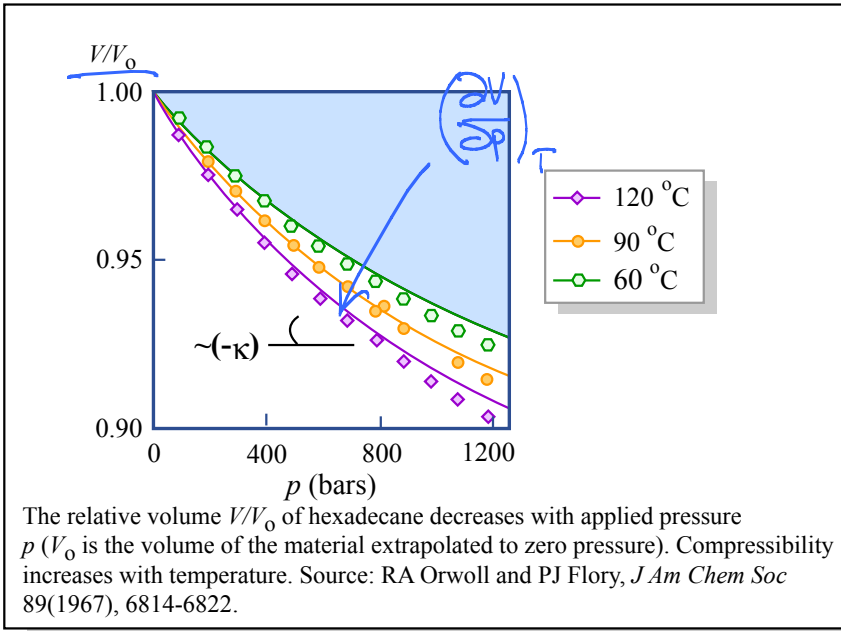 V/Vo
1.00
0.95
0.90
0
400
800
1200
p (bars)
~(-κ)
(∂V/∂p)T
120 °C
90 °C
60 °C
The relative volume V/Vo of hexadecane decreases with applied pressure
p (Vo is the volume of the material extrapolated to zero pressure). Compressibility
increases with temperature. Source: RA Orwoll and PJ Flory, J Am Chem Soc
89(1967), 6814-6822.